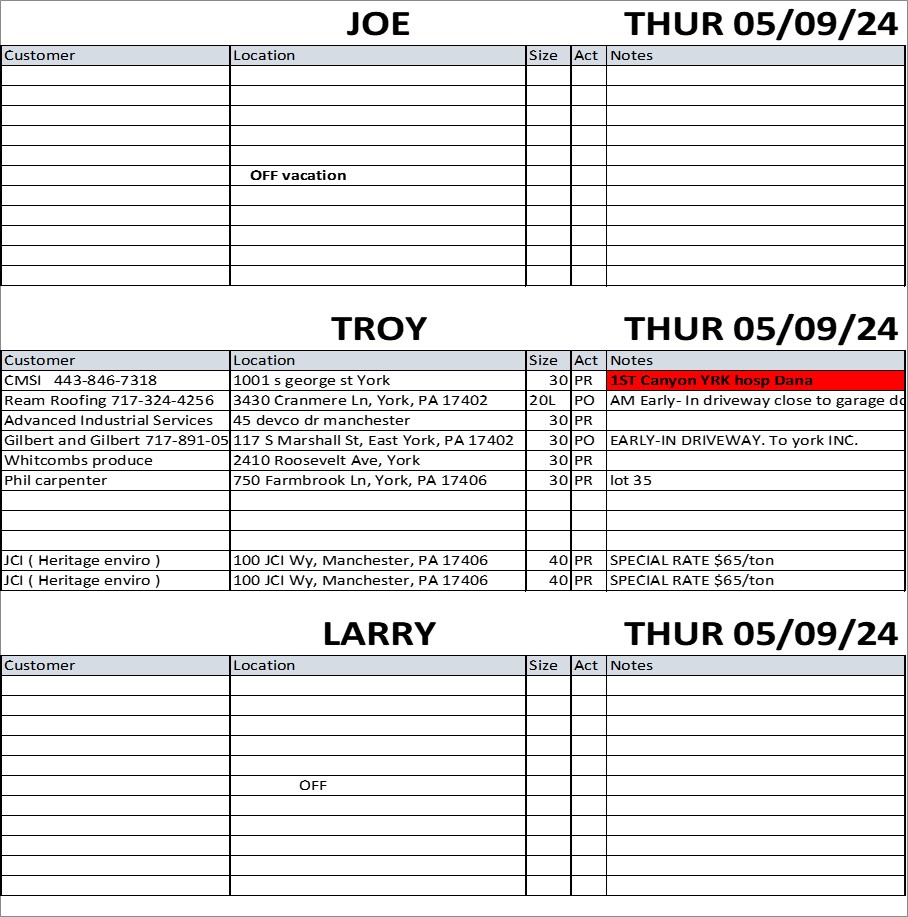 JOE THUR 05/09/24
Customer Location Size Act Notes
OFF vacation
TROY THUR 05/09/24
Customer Location Size Act Notes
CMSI 443-846-7318 1001 s george st York 30 PR 1ST Canyon YRK hosp Dana
Ream Roofing 717-324-4256 3430 Cranmere Ln, York, PA 17402 20L PO AM Early- In driveway close to garage do
Advanced Industrial Services 45 devco dr manchester 30 PR
Gilbert and Gilbert 717-891-05 117 S Marshall St, East York, PA 17402 30 PO EARLY-IN DRIVEWAY. To york INC.
Whitcombs produce 2410 Roosevelt Ave, York 30 PR
Phil carpenter 750 Farmbrook Ln, York, PA 17406 30 PR lot 35
JCI ( Heritage enviro ) 100 JCI Wy, Manchester, PA 17406 40 PR SPECIAL RATE $65/ton
JCI ( Heritage enviro ) 100 JCI Wy, Manchester, PA 17406 40 PR SPECIAL RATE $65/ton
LARRY THUR 05/09/24
Customer Location Size Act Notes
OFF